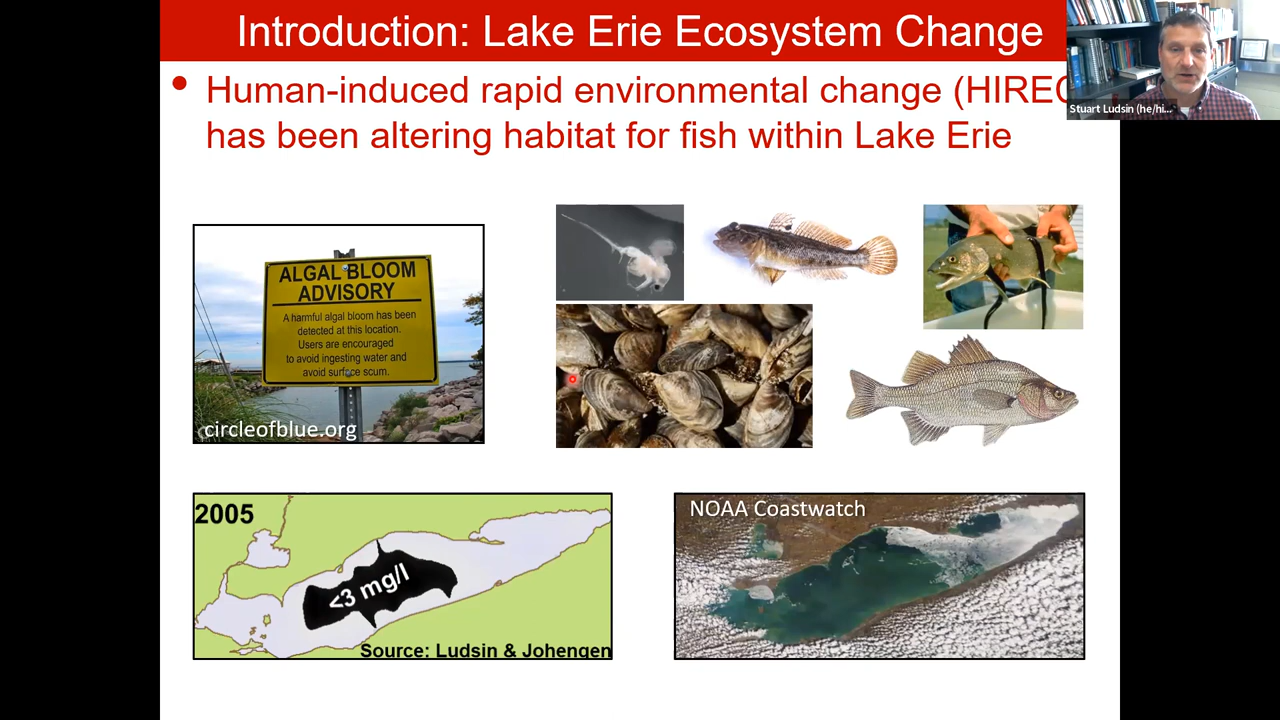 Introduction: Lake Erie Ecosystem Change
• Human-induced rapid environmental change (HIREC
has been altering habitat for fish within Lake Erie
Stuart Ludsin (he/hi...
ALGAL BLOOM
ADVISORY
A harmful algal bloom has been
detected at this location.
Users are encouraged
to avoid ingesting water and
avoid surface scum.
circleofblue.org
2005
<3 mg/l
Source: Ludsin & Johengen
NOAA Coastwatch